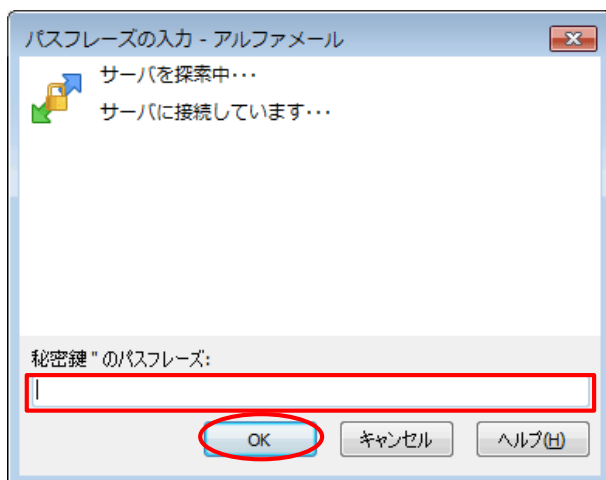 パスフレーズの入力 - アルファメール
サーバを探索中・・・
サーバに接続しています・・・
秘密鍵 '' のパスフレーズ:
OK
キャンセル
ヘルプ(H)